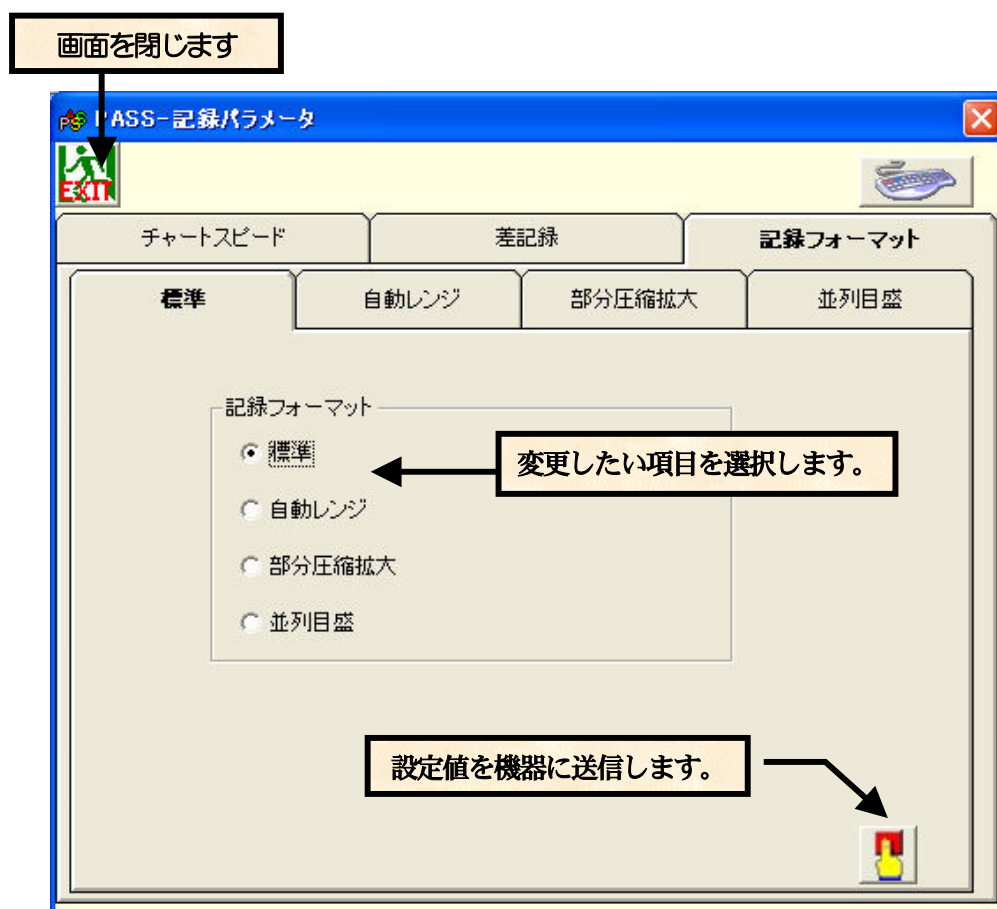 画面を閉じます
PASS-記録パラメータ
EXIT
チャートスピード
差記録
記録フォーマット
標準
自動レンジ
部分圧縮拡大
並列目盛
記録フォーマット
標準
変更したい項目を選択します。
自動レンジ
部分圧縮拡大
並列目盛
設定値を機器に送信します。